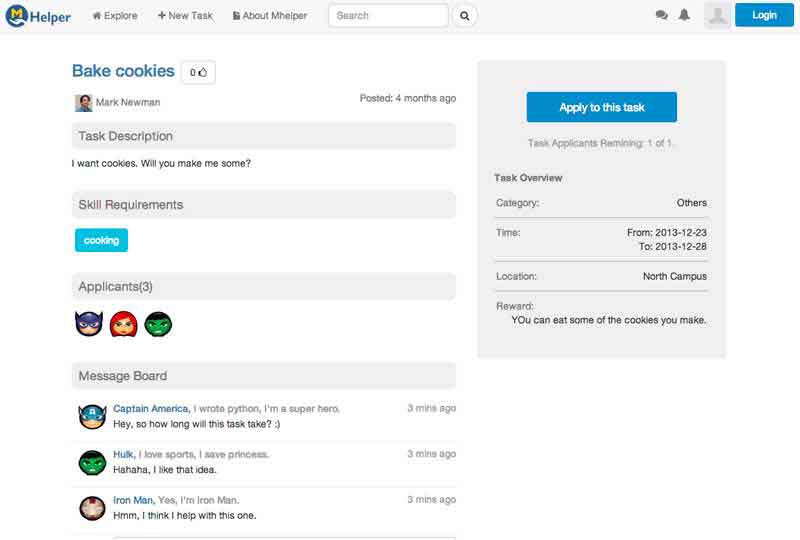 M Helper
Explore
+ New Task
About Mhelper
Search
Login
Bake cookies
0
Mark Newman
Posted: 4 months ago
Task Description
I want cookies. Will you make me some?
Skill Requirements
cooking
Applicants(3)
Message Board
Captain America, I wrote python, I'm a super hero.
3 mins ago
Hey, so how long will this task take? :)
Hulk, I love sports, I save princess.
3 mins ago
Hahaha, I like that idea.
Iron Man, Yes, I'm Iron Man.
3 mins ago
Hmm, I think I help with this one.
Apply to this task
Task Applicants Remining: 1 of 1.
Task Overview
Category: Others
Time: From: 2013-12-23
To: 2013-12-28
Location: North Campus
Reward:
YOu can eat some of the cookies you make.